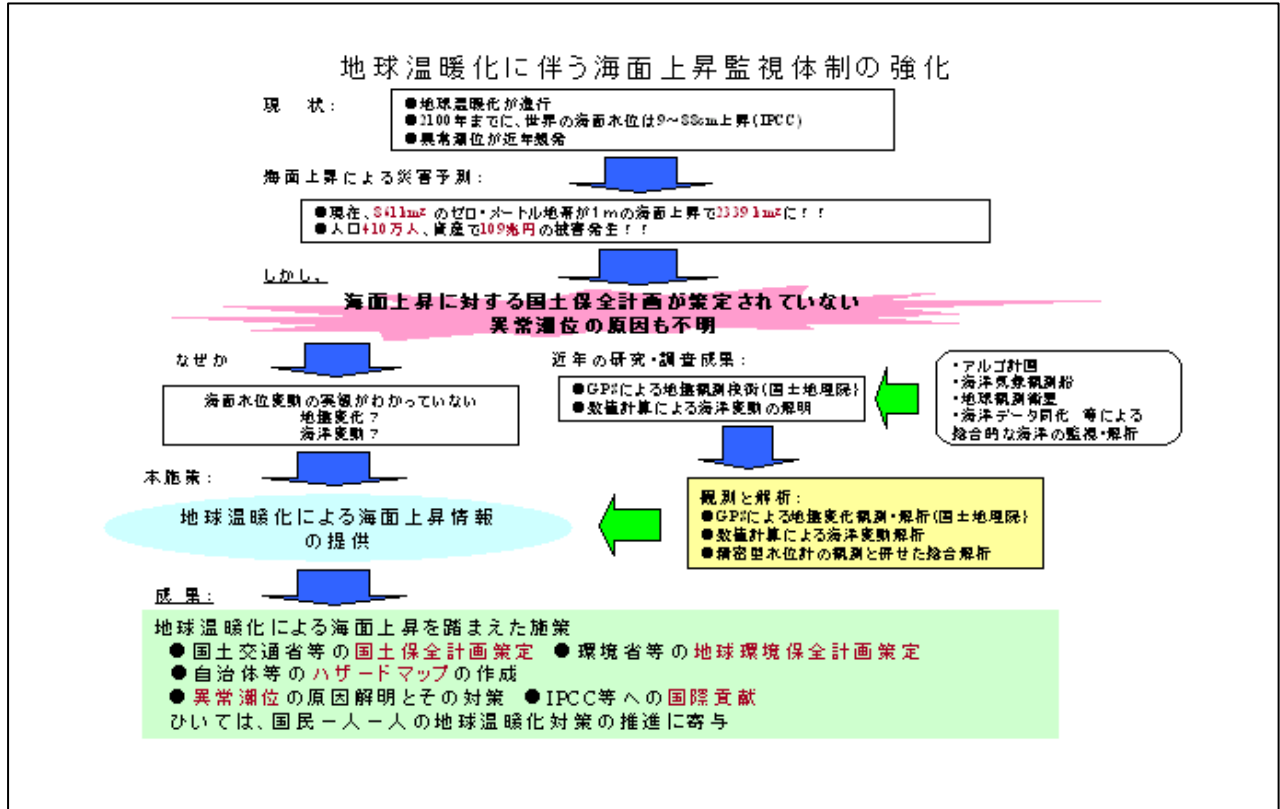 地球温暖化に伴う海面上昇監視体制の強化
現 状：
●地球温暖化が進行
●2100年までに、世界の海面水位は9～88cm上昇(IPCC)
●異常潮位が近年頻発
海面上昇による災害予測：
●現在、861km2のゼロ・メートル地帯が1mの海面上昇で2339km2に！！
●人口410万人、資産で109兆円の被害発生！！
しかし、
海面上昇に対する国土保全計画が策定されていない
異常潮位の原因も不明
なぜか
海面水位変動の実態がわかっていない
地盤変化？
海洋変動？
近年の研究・調査成果：
●GPSによる地盤観測技術(国土地理院)
●数値計算による海洋変動の解明
・アルゴ計画
・海洋気象観測船
・地球観測衛星
・海洋データ同化 等による
総合的な海洋の監視・解析
本施策：
地球温暖化による海面上昇情報
の提供
観測と解析：
●GPSによる地盤変化観測・解析(国土地理院)
●数値計算による海洋変動解析
●精密型水位計の観測と併せた総合解析
成 果：
地球温暖化による海面上昇を踏まえた施策
●国土交通省等の国土保全計画策定 ●環境省等の地球環境保全計画策定
●自治体等のハザードマップの作成
●異常潮位の原因解明とその対策 ●IPCC等への国際貢献
ひいては、国民一人一人の地球温暖化対策の推進に寄与